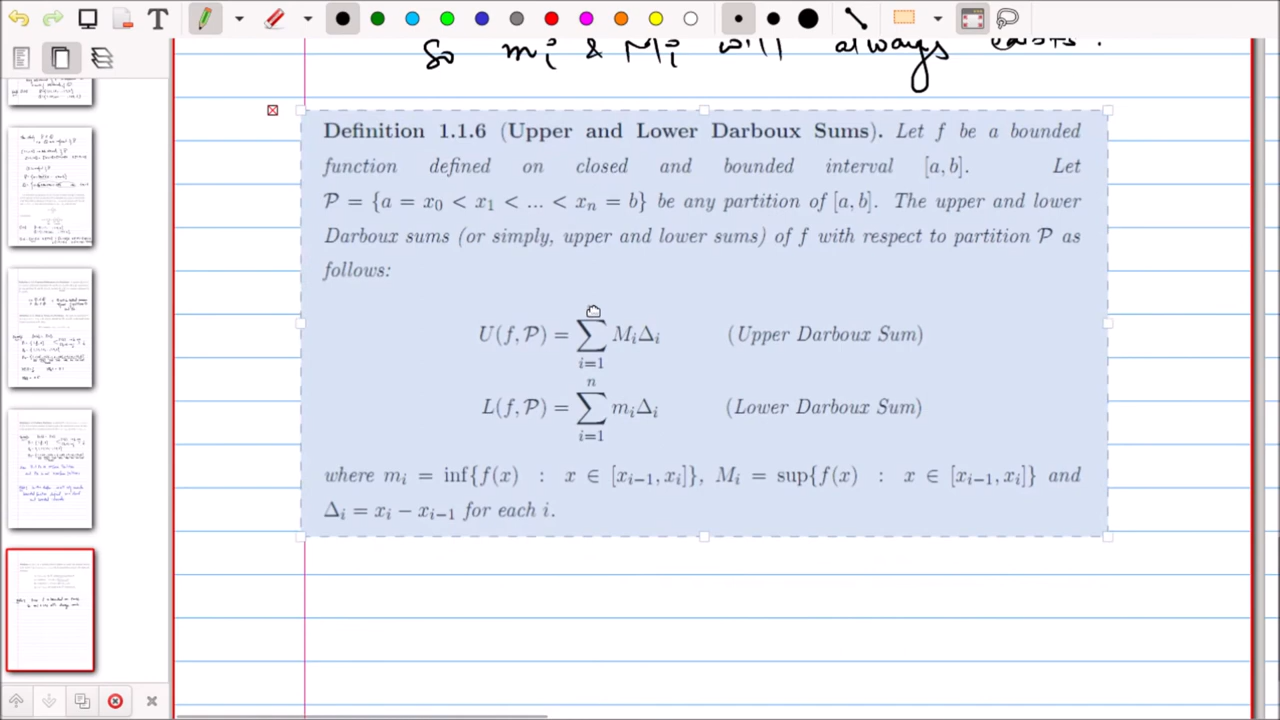 So mi & Mi will always exists.
Definition 1.1.6 (Upper and Lower Darboux Sums). Let f be a bounded
function defined on closed and bounded interval [a, b]. Let
P = {a = x₀ < x₁ < ... < xₙ = b} be any partition of [a, b]. The upper and lower
Darboux sums (or simply, upper and lower sums) of f with respect to partition P as
follows:
U(f, P) = ∑ i=1 MᵢΔᵢ (Upper Darboux Sum)
L(f, P) = ∑ i=1 n mᵢΔᵢ (Lower Darboux Sum)
where mᵢ = inf{f(x) : x ∈ [xᵢ₋₁, xᵢ]}, Mᵢ = sup{f(x) : x ∈ [xᵢ₋₁, xᵢ]} and
Δᵢ = xᵢ − xᵢ₋₁ for each i.